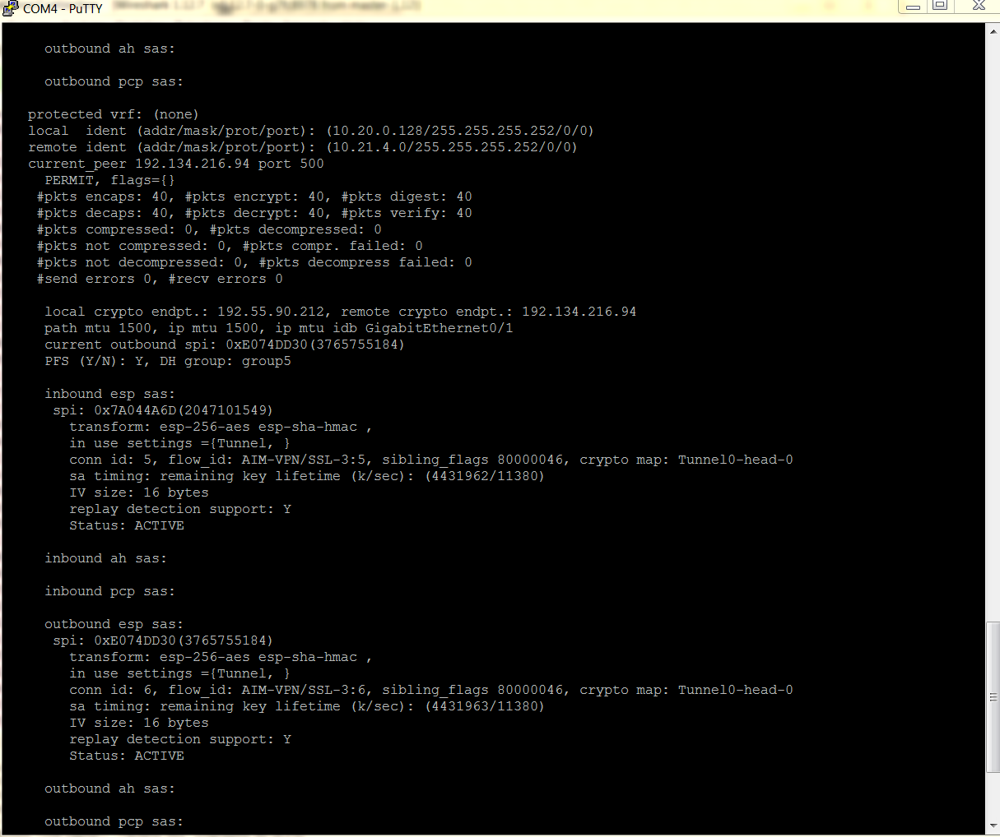 COM4 - PuTTY
outbound ah sas:
outbound pcp sas:
protected vrf: (none)
local  ident (addr/mask/prot/port): (10.20.0.128/255.255.255.252/0/0)
remote ident (addr/mask/prot/port): (10.21.4.0/255.255.255.252/0/0)
current_peer 192.134.216.94 port 500
PERMIT, flags={}
#pkts encaps: 40, #pkts encrypt: 40, #pkts digest: 40
#pkts decaps: 40, #pkts decrypt: 40, #pkts verify: 40
#pkts compressed: 0, #pkts decompressed: 0
#pkts not compressed: 0, #pkts compr. failed: 0
#pkts not decompressed: 0, #pkts decompress failed: 0
#send errors 0, #recv errors 0
local crypto endpt.: 192.55.90.212, remote crypto endpt.: 192.134.216.94
path mtu 1500, ip mtu 1500, ip mtu idb GigabitEthernet0/1
current outbound spi: 0xE074DD30(3765755184)
PFS (Y/N): Y, DH group: group5
inbound esp sas:
spi: 0x7A044A6D(2047101549)
transform: esp-256-aes esp-sha-hmac ,
in use settings ={Tunnel, }
conn id: 5, flow_id: AIM-VPN/SSL-3:5, sibling_flags 80000046, crypto map: Tunnel0-head-0
sa timing: remaining key lifetime (k/sec): (4431962/11380)
IV size: 16 bytes
replay detection support: Y
Status: ACTIVE
inbound ah sas:
inbound pcp sas:
outbound esp sas:
spi: 0xE074DD30(3765755184)
transform: esp-256-aes esp-sha-hmac ,
in use settings ={Tunnel, }
conn id: 6, flow_id: AIM-VPN/SSL-3:6, sibling_flags 80000046, crypto map: Tunnel0-head-0
sa timing: remaining key lifetime (k/sec): (4431963/11380)
IV size: 16 bytes
replay detection support: Y
Status: ACTIVE
outbound ah sas:
outbound pcp sas: